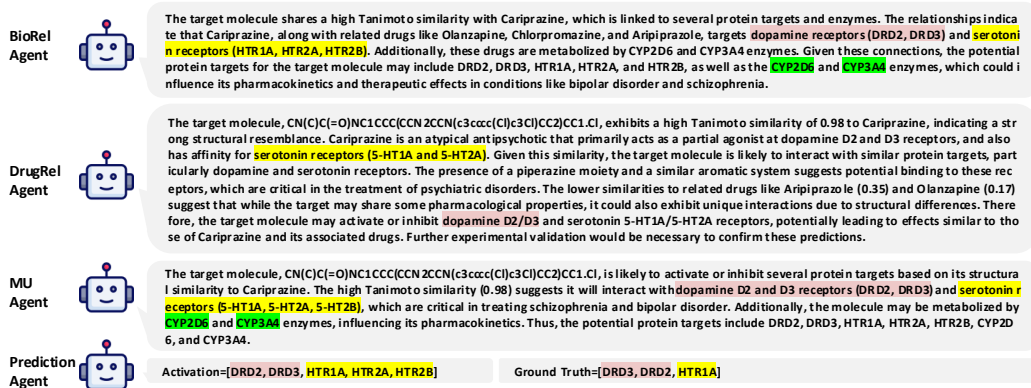 BioRel
Agent
The target molecule shares a high Tanimoto similarity with Cariprazine, which is linked to several protein targets and enzymes. The relationships indica
te that Cariprazine, along with related drugs like Olanzapine, Chlorpromazine, and Aripiprazole, targets dopamine receptors (DRD2, DRD3) and serotoni
n receptors (HTR1A, HTR2A, HTR2B). Additionally, these drugs are metabolized by CYP2D6 and CYP3A4 enzymes. Given these connections, the potential
protein targets for the target molecule may include DRD2, DRD3, HTR1A, HTR2A, and HTR2B, as well as the CYP2D6 and CYP3A4 enzymes, which could i
nfluence its pharmacokinetics and therapeutic effects in conditions like bipolar disorder and schizophrenia.
DrugRel
Agent
The target molecule, CN(C)C(=O)NC1CCC(CCN2CCN(c3cccc(Cl)c3Cl)CC2)CC1.Cl, exhibits a high Tanimoto similarity of 0.98 to Cariprazine, indicating a str
ong structural resemblance. Cariprazine is an atypical antipsychotic that primarily acts as a partial agonist at dopamine D2 and D3 receptors, and also
has affinity for serotonin receptors (5-HT1A and 5-HT2A). Given this similarity, the target molecule is likely to interact with similar protein targets, part
icularly dopamine and serotonin receptors. The presence of a piperazine moiety and a similar aromatic system suggests potential binding to these rec
eptors, which are critical in the treatment of psychiatric disorders. The lower similarities to related drugs like Aripiprazole (0.35) and Olanzapine (0.17)
suggest that while the target may share some pharmacological properties, it could also exhibit unique interactions due to structural differences. There
fore, the target molecule may activate or inhibit dopamine D2/D3 and serotonin 5-HT1A/5-HT2A receptors, potentially leading to effects similar to tho
se of Cariprazine and its associated drugs. Further experimental validation would be necessary to confirm these predictions.
MU
Agent
The target molecule, CN(C)C(=O)NC1CCC(CCN2CCN(c3cccc(Cl)c3Cl)CC2)CC1.Cl, is likely to activate or inhibit several protein targets based on its structura
l similarity to Cariprazine. The high Tanimoto similarity (0.98) suggests it will interact with dopamine D2 and D3 receptors (DRD2, DRD3) and serotonin r
eceptors (5-HT1A, 5-HT2A, 5-HT2B), which are critical in treating schizophrenia and bipolar disorder. Additionally, the molecule may be metabolized by
CYP2D6 and CYP3A4 enzymes, influencing its pharmacokinetics. Thus, the potential protein targets include DRD2, DRD3, HTR1A, HTR2A, HTR2B, CYP2D
6, and CYP3A4.
Prediction
Agent
Activation=[DRD2, DRD3, HTR1A, HTR2A, HTR2B]
Ground Truth=[DRD3, DRD2, HTR1A]